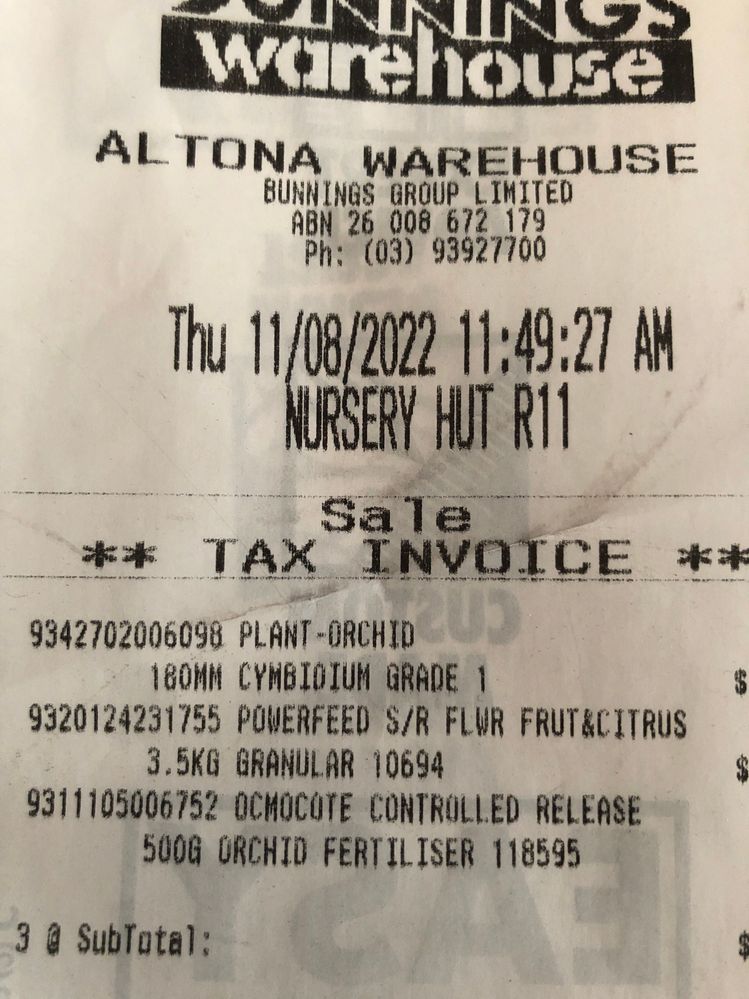 BUNNINGS
warehouse
ALTONA WAREHOUSE
BUNNINGS GROUP LIMITED
ABN 26 008 672 179
Ph: (03) 93927700
Thu 11/08/2022 11:49:27 AM
NURSERY HUT R11
Sale
** TAX INVOICE **
9342702006098 PLANT-ORCHID
180MM CYMBIDIUM GRADE 1 $
9320124231755 POWERFEED S/R FLWR FRUT&CITRUS
3.5KG GRANULAR 10694 $
9311105006752 OCMOCOTE CONTROLLED RELEASE
500G ORCHID FERTILISER 118595
3 @ SubTotal: $